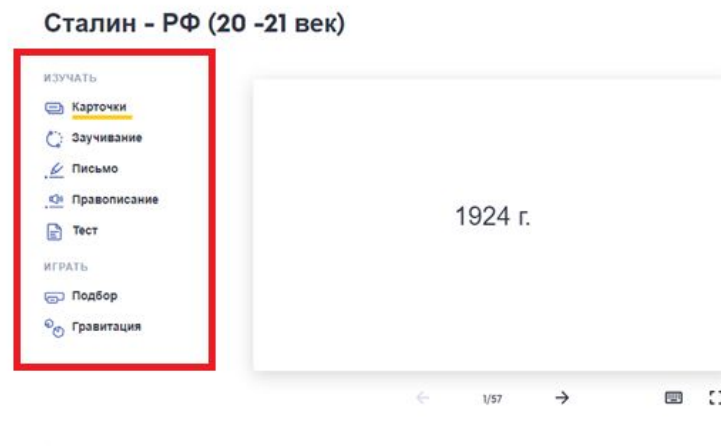 Сталин - РФ (20 -21 век)
ИЗУЧАТЬ
Карточки
Заучивание
Письмо
Правописание
Тест
ИГРАТЬ
Подбор
Гравитация
1924 г.
1/57